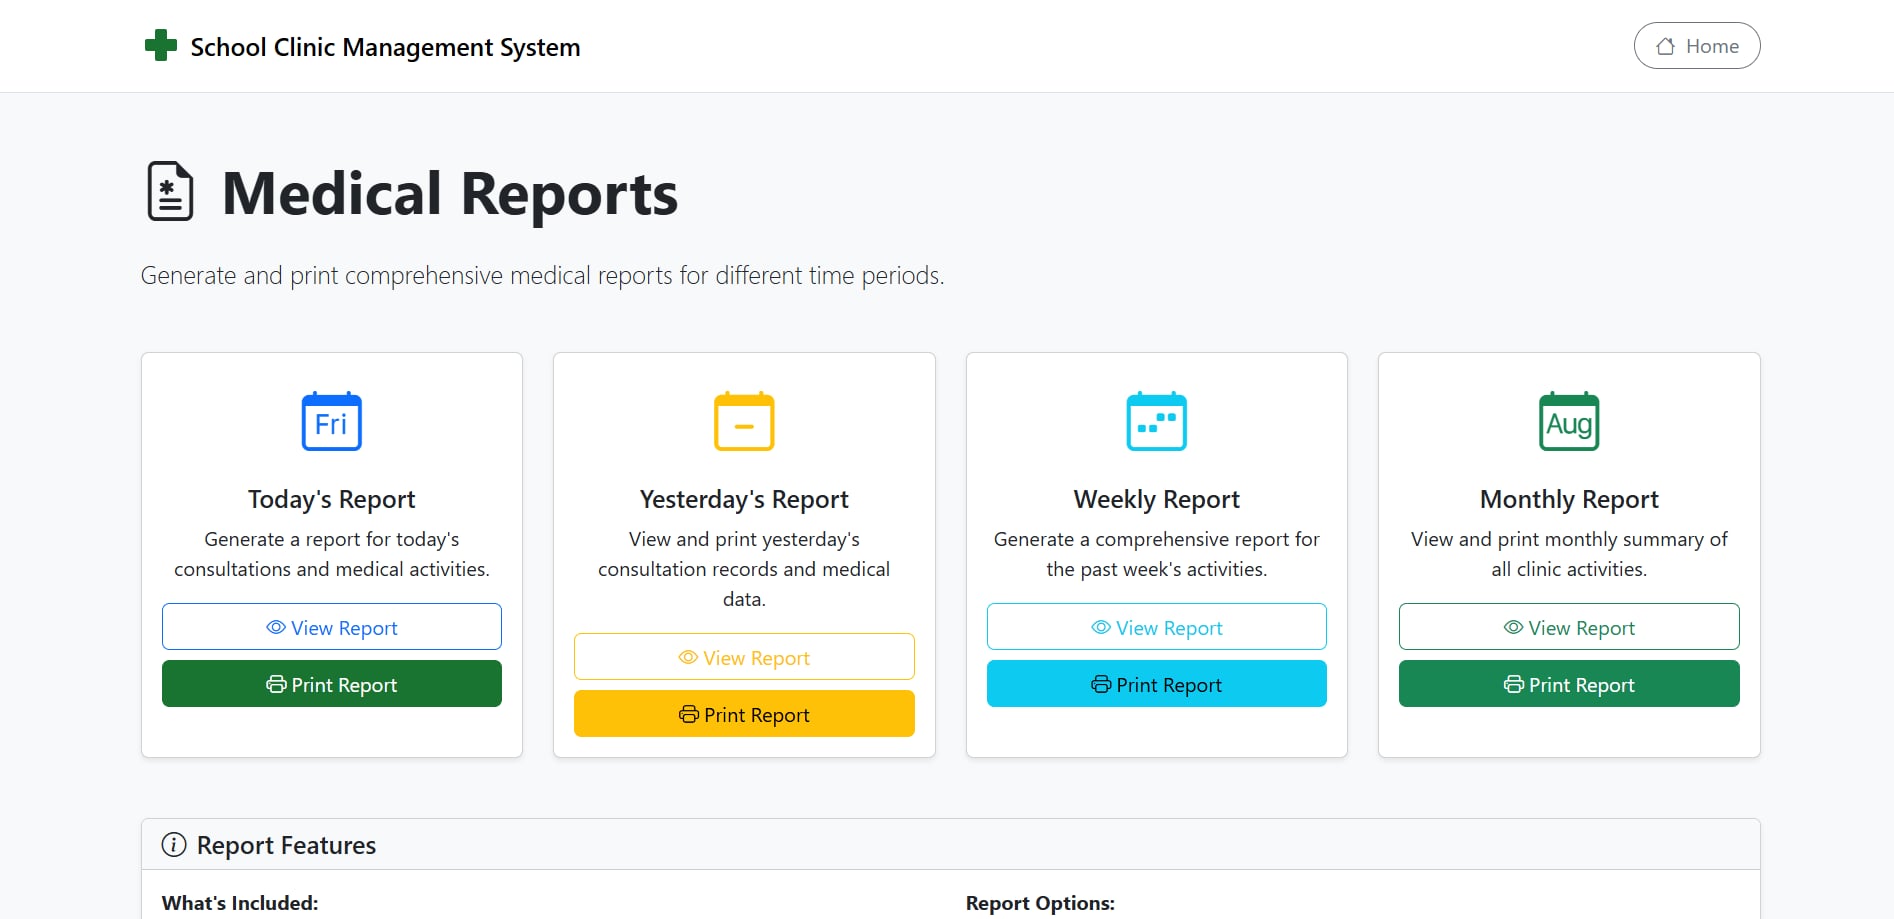 School Clinic Management System
Home
Medical Reports
Generate and print comprehensive medical reports for different time periods.
Fri
Today's Report
Generate a report for today's
consultations and medical activities.
View Report
Print Report
Yesterday's Report
View and print yesterday's
consultation records and medical
data.
View Report
Print Report
Weekly Report
Generate a comprehensive report for
the past week's activities.
View Report
Print Report
Aug
Monthly Report
View and print monthly summary of
all clinic activities.
View Report
Print Report
Report Features
What's Included:
Report Options: